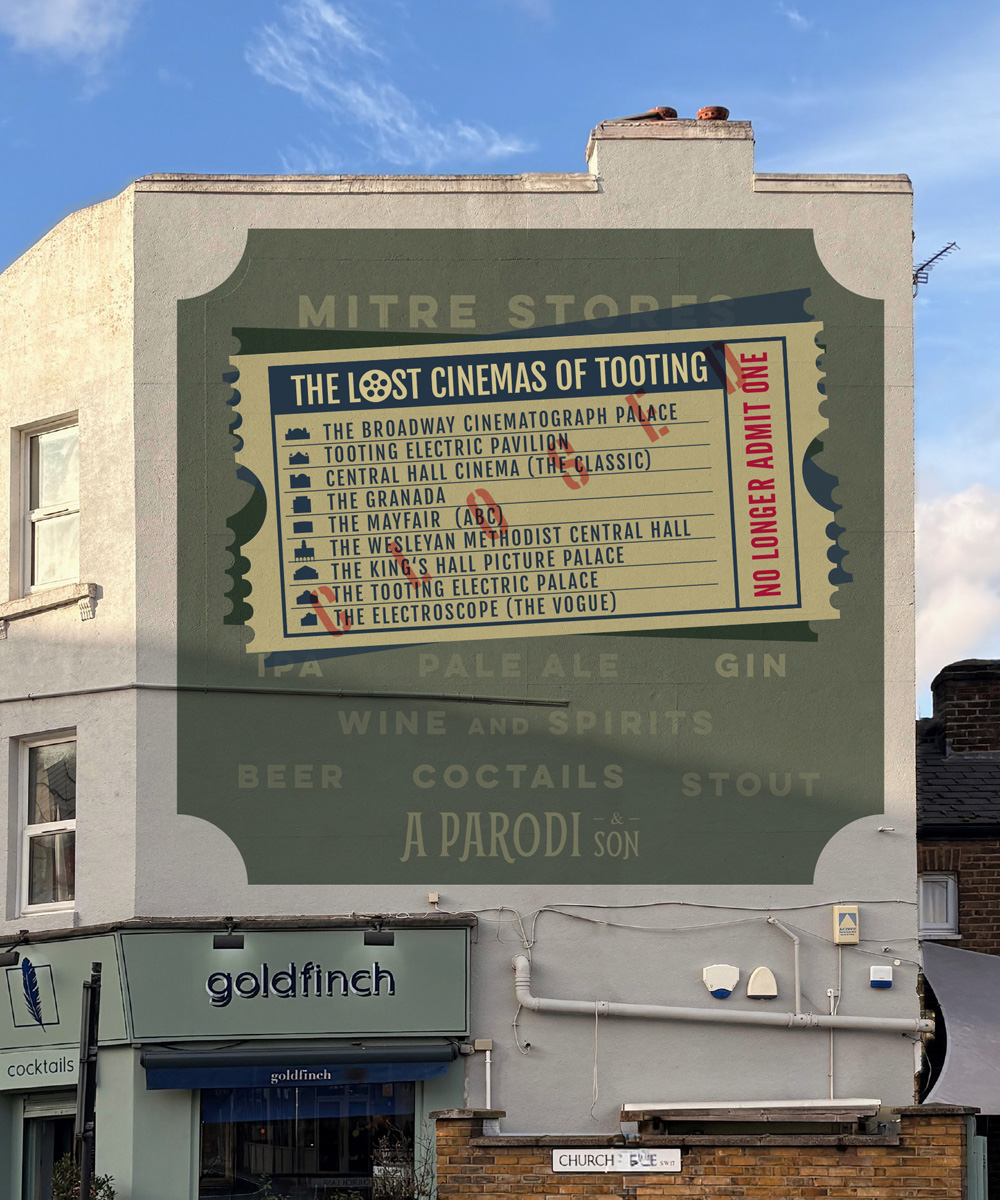 MITRE STORES
THE LOST CINEMAS OF TOOTING
THE BROADWAY CINEMATOGRAPH PALACE
TOOTING ELECTRIC PAVILION
CENTRAL HALL CINEMA (THE CLASSIC)
THE GRANADA
THE MAYFAIR (ABC)
THE WESLEYAN METHODIST CENTRAL HALL
THE KING'S HALL PICTURE PALACE
THE TOOTING ELECTRIC PALACE
THE ELECTROSCOPE (THE VOGUE)
CLOSED
NO LONGER ADMIT ONE
IPA PALE ALE GIN
WINE AND SPIRITS
BEER COCTAILS STOUT
A PARODI & SON
goldfinch
cocktails
goldfinch
CHURCH SW17